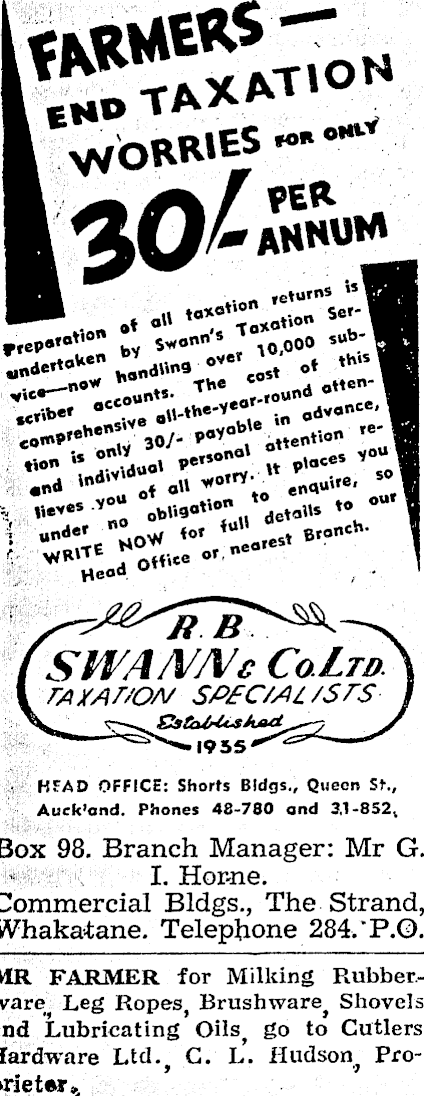 FARMERS —
END TAXATION
WORRIES FOR ONLY
30/- PER
ANNUM
Preparation of all taxation returns is
undertaken by Swann's Taxation Ser-
vice—now handling over 10,000 sub-
scriber accounts. The cost of this
comprehensive all-the-year-round atten-
tion is only 30/- payable in advance,
and individual personal attention re-
lieves you of all worry. It places you
under no obligation to enquire, so
WRITE NOW for full details to our
Head Office or nearest Branch.
R. B.
SWANN & Co. LTD.
TAXATION SPECIALISTS
Established
1935
HEAD OFFICE: Shorts Bldgs., Queen St.,
Auck'and. Phones 48-780 and 31-852,
Box 98. Branch Manager: Mr G.
I. Horne.
Commercial Bldgs., The Strand,
Whakatane. Telephone 284. P.O.
MR FARMER for Milking Rubber-
ware, Leg Ropes, Brushware, Shovels
and Lubricating Oils, go to Cutlers
Hardware Ltd., C. L. Hudson, Pro-
prietor.